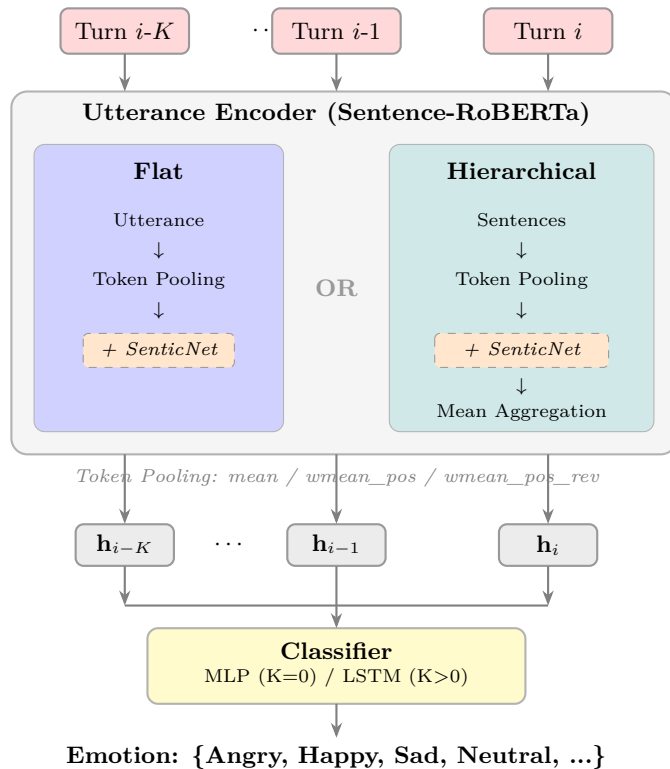 Turn i-K ·· Turn i-1 Turn i
Utterance Encoder (Sentence-RoBERTa)
Flat
Utterance
↓
Token Pooling
↓
+ SenticNet
OR
Hierarchical
Sentences
↓
Token Pooling
↓
+ SenticNet
↓
Mean Aggregation
Token Pooling: mean / wmean_pos / wmean_pos_rev
h_{i−K} ··· h_{i−1} h_i
Classifier
MLP (K=0) / LSTM (K>0)
Emotion: {Angry, Happy, Sad, Neutral, ...}